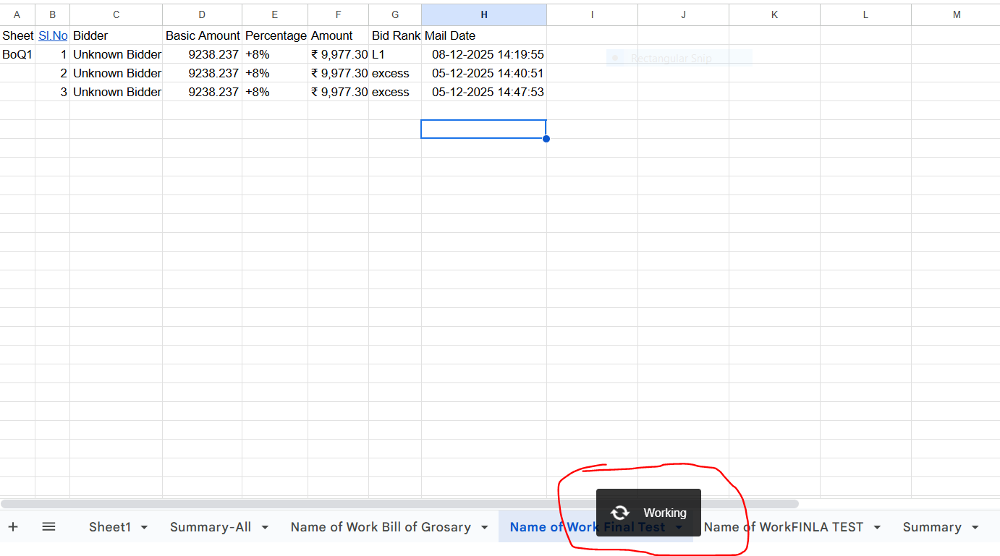 A B C D E F G H I J K L M
Sheet Sl.No Bidder Basic Amount Percentage Amount Bid Rank Mail Date
BoQ1 1 Unknown Bidder 9238.237 +8% ₹ 9,977.30 L1 08-12-2025 14:19:55
Rectangular Snip
2 Unknown Bidder 9238.237 +8% ₹ 9,977.30 excess 05-12-2025 14:40:51
3 Unknown Bidder 9238.237 +8% ₹ 9,977.30 excess 05-12-2025 14:47:53
Working
Sheet1 Summary-All Name of Work Bill of Grosary Name of Work Final Test Name of WorkFINLA TEST Summary